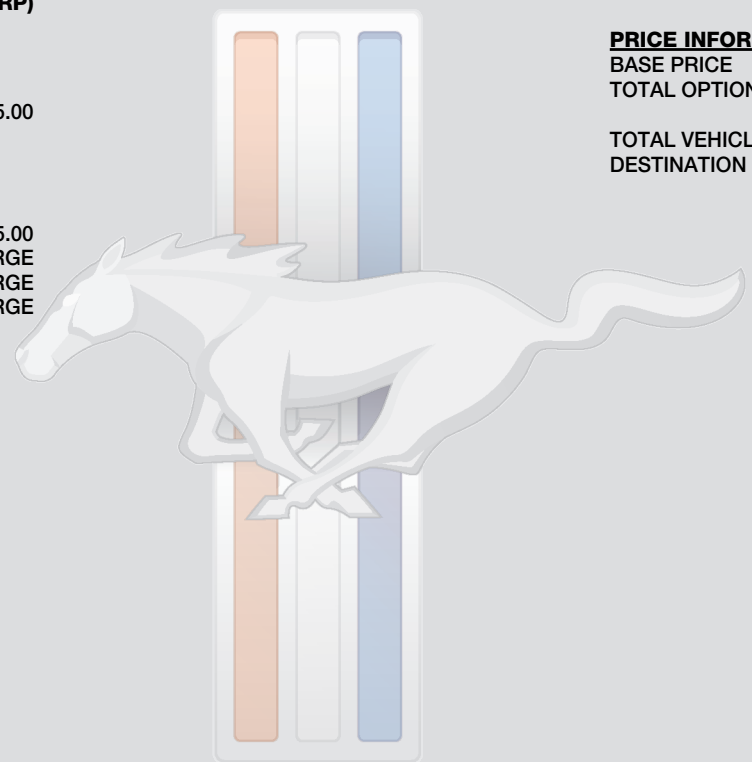 RP)
5.00
5.00
RGE
RGE
RGE
PRICE INFOR
BASE PRICE
TOTAL OPTION
TOTAL VEHICL
DESTINATION